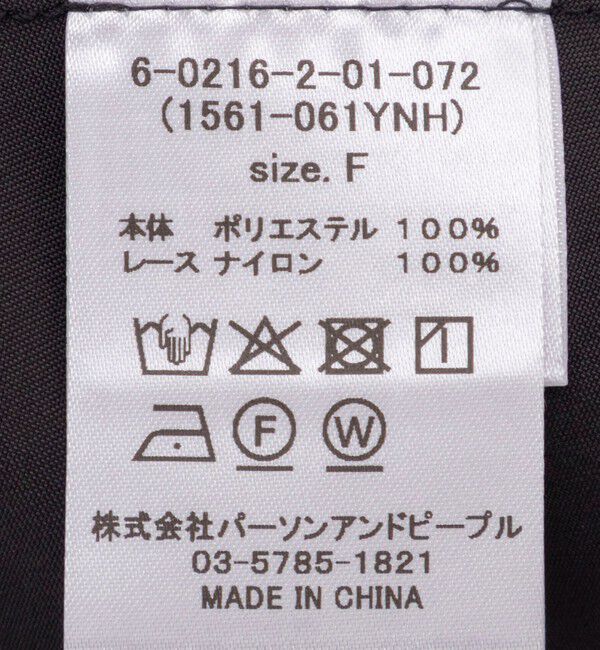 6-0216-2-01-072
(1561-061YNH)
size. F
本体 ポリエステル 100%
レース ナイロン 100%
F W
株式会社パーソンアンドピープル
03-5785-1821
MADE IN CHINA